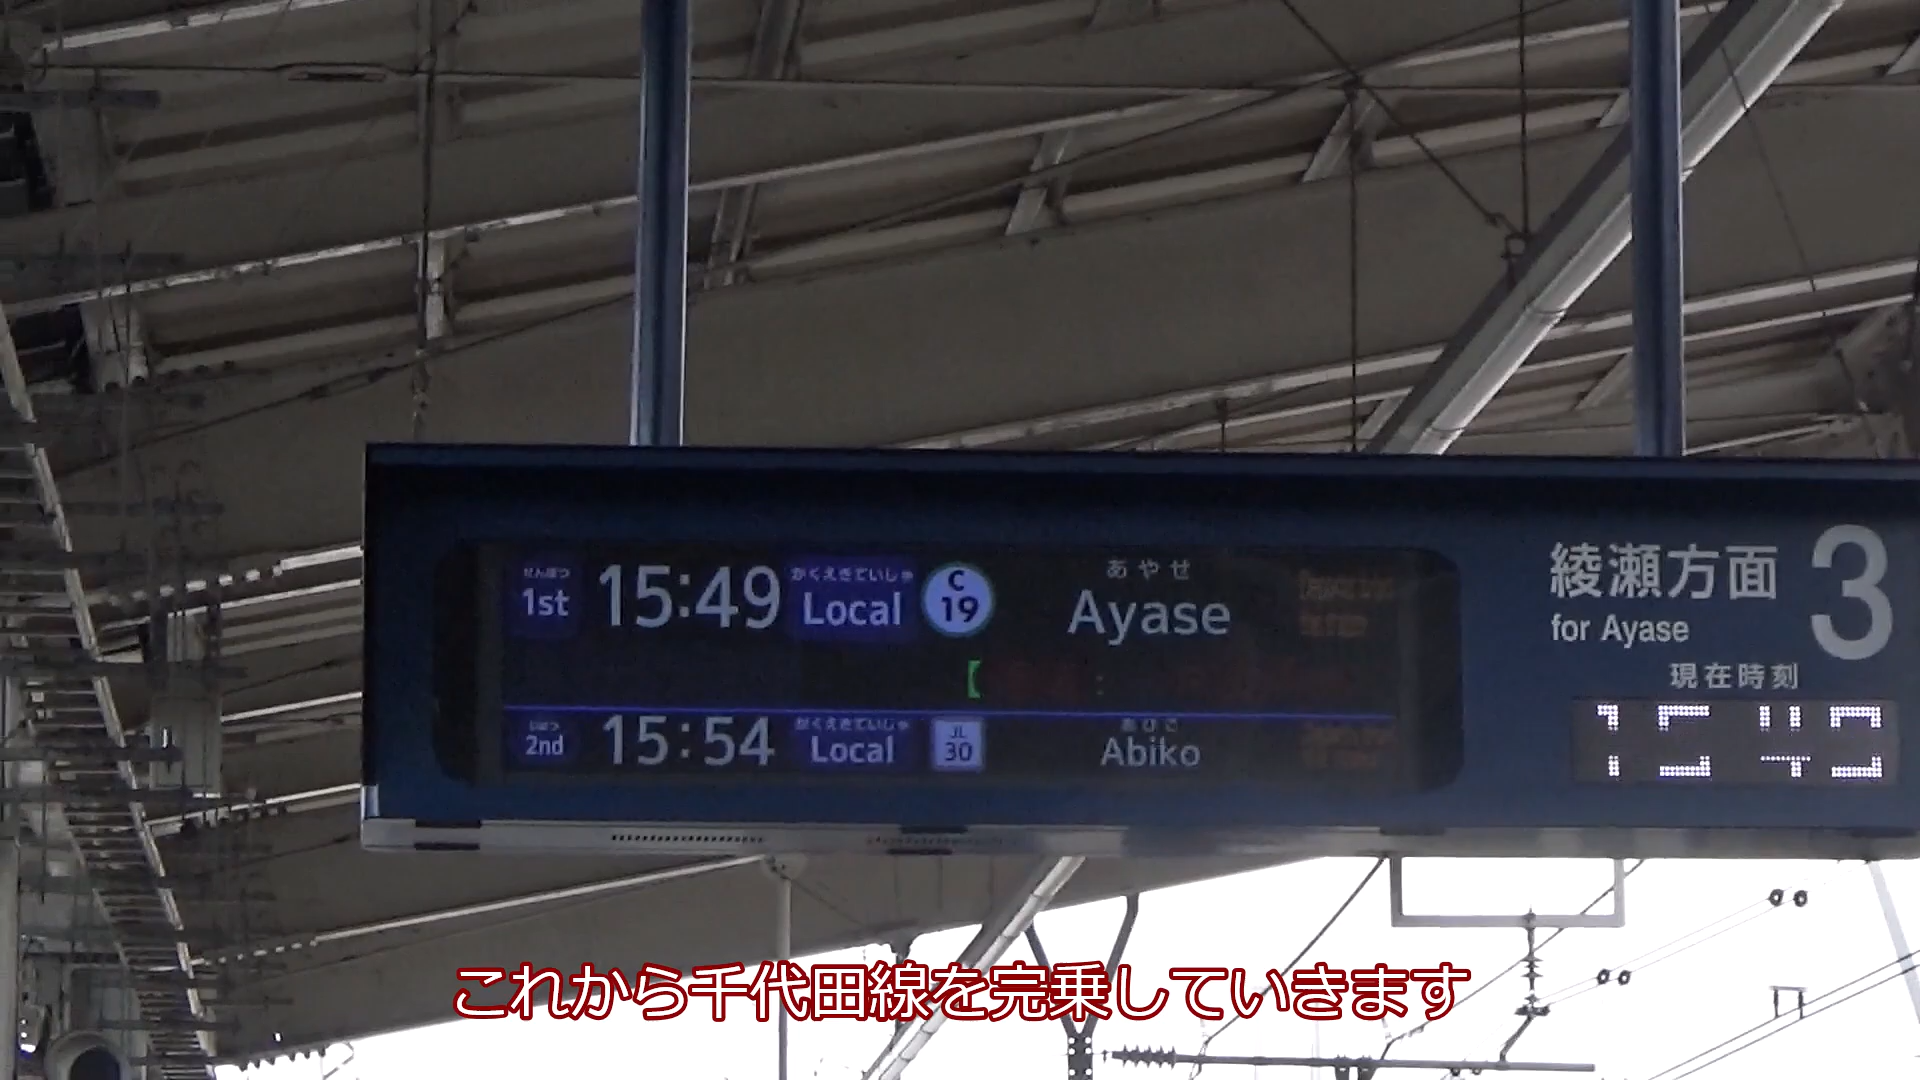 せんぱつ かくえきていしゃ あやせ
1st 15:49 Local C 19 Ayase
【 :
じはつ かくえきていしゃ あびこ
2nd 15:54 Local JL 30 Abiko
綾瀬方面 3
for Ayase
現在時刻
15 49
これから千代田線を完乗していきます